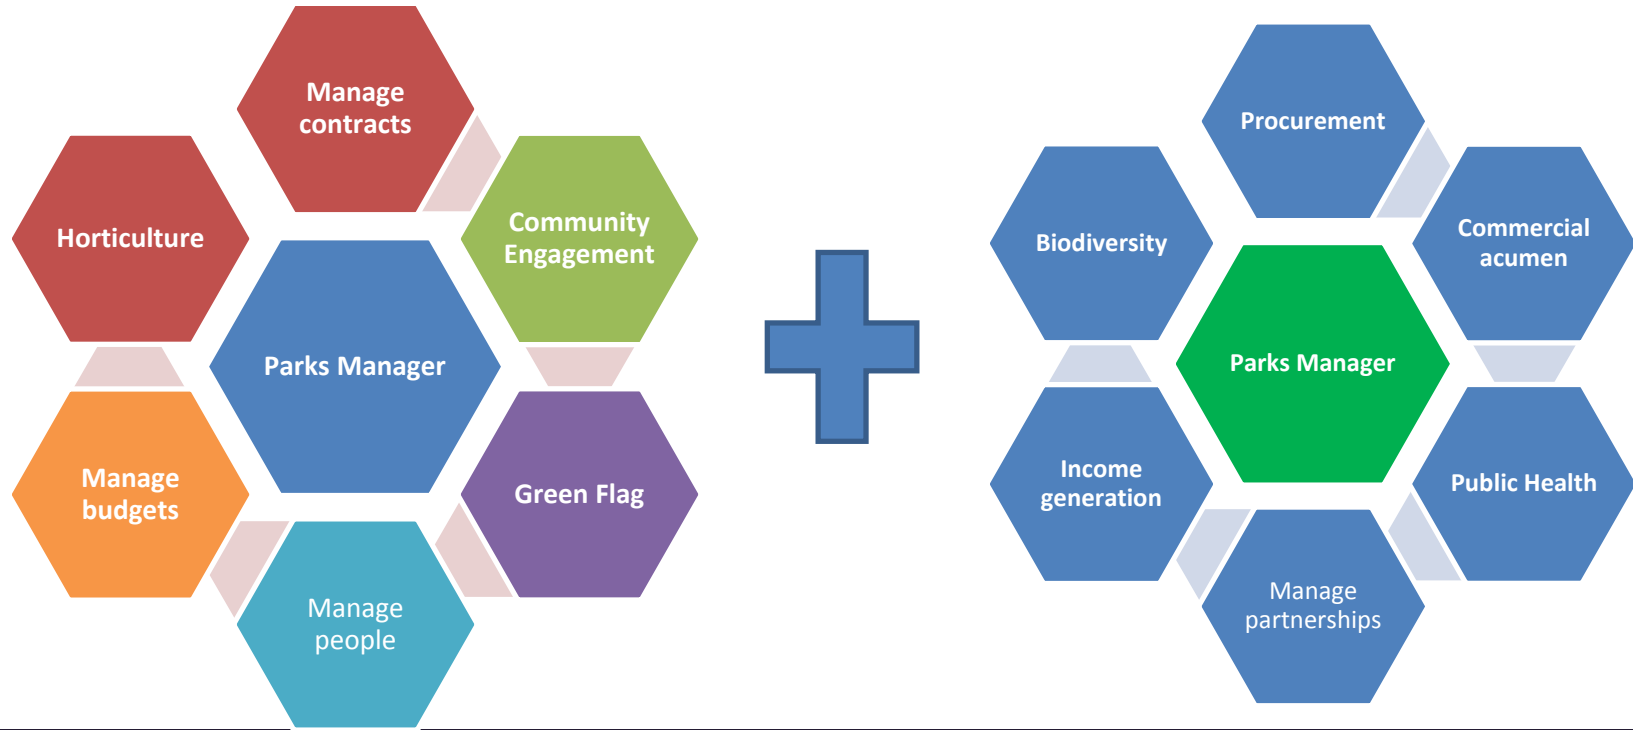 Manage
contracts
Horticulture
Community
Engagement
Parks Manager
Manage
budgets
Green Flag
Manage
people
Procurement
Biodiversity
Commercial
acumen
Parks Manager
Income
generation
Public Health
Manage
partnerships